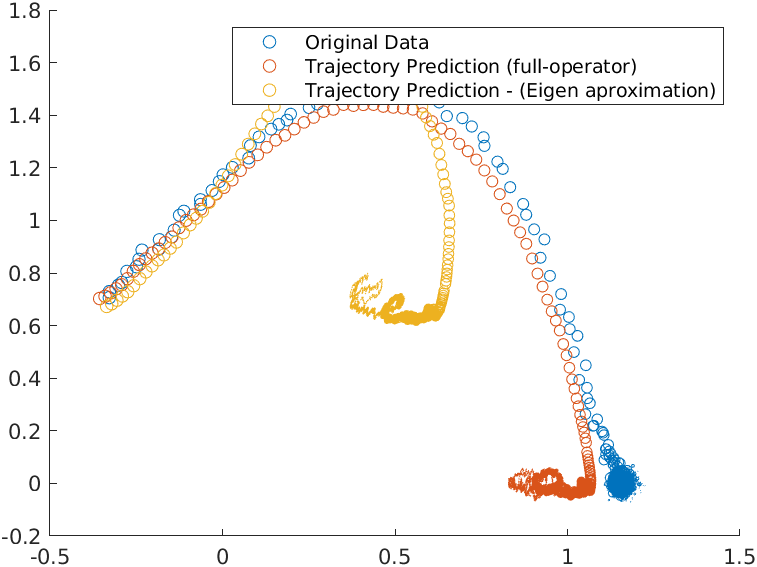 1.8
1.6
1.4
1.2
1
0.8
0.6
0.4
0.2
0
-0.2
Original Data
Trajectory Prediction (full-operator)
Trajectory Prediction - (Eigen aproximation)
-0.5 0 0.5 1 1.5